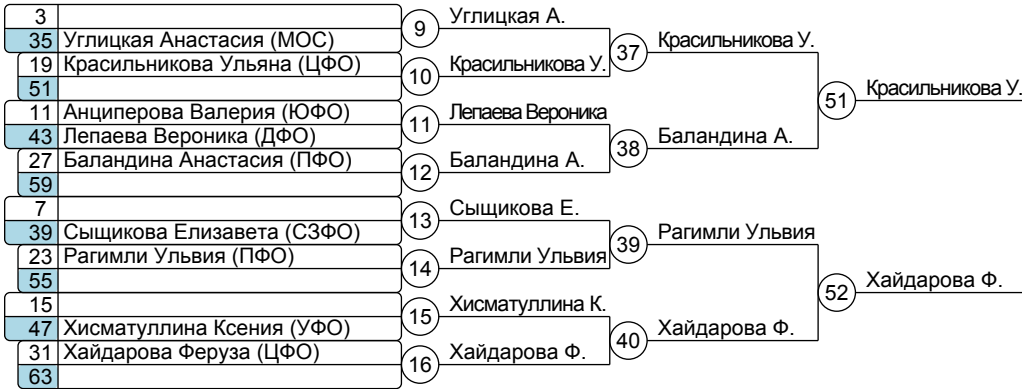 3
35 Углицкая Анастасия (МОС)
19 Красильникова Ульяна (ЦФО)
51
11 Анциперова Валерия (ЮФО)
43 Лепаева Вероника (ДФО)
27 Баландина Анастасия (ПФО)
59
7
39 Сыщикова Елизавета (СЗФО)
23 Рагимли Ульвия (ПФО)
55
15
47 Хисматуллина Ксения (УФО)
31 Хайдарова Феруза (ЦФО)
63
9 Углицкая А.
10 Красильникова У.
11 Лепаева Вероника
12 Баландина А.
13 Сыщикова Е.
14 Рагимли Ульвия
15 Хисматуллина К.
16 Хайдарова Ф.
37 Красильникова У.
38 Баландина А.
39 Рагимли Ульвия
40 Хайдарова Ф.
51 Красильникова У.
52 Хайдарова Ф.